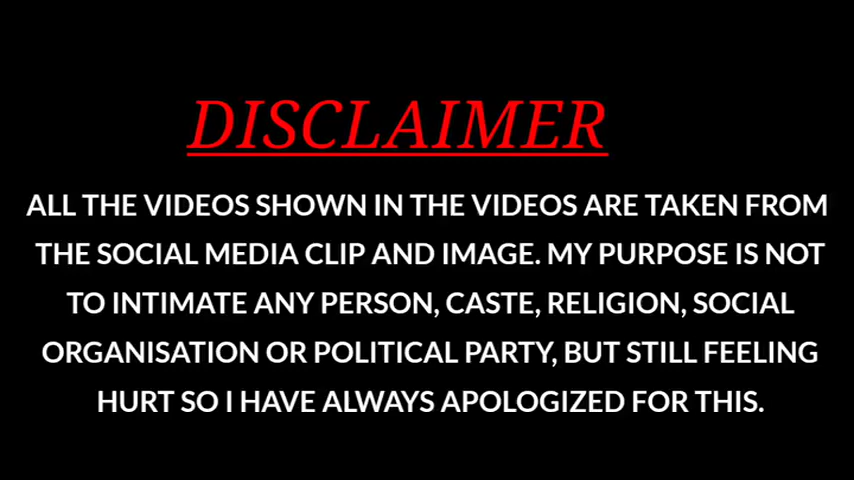 DISCLAIMER
ALL THE VIDEOS SHOWN IN THE VIDEOS ARE TAKEN FROM
THE SOCIAL MEDIA CLIP AND IMAGE. MY PURPOSE IS NOT
TO INTIMATE ANY PERSON, CASTE, RELIGION, SOCIAL
ORGANISATION OR POLITICAL PARTY, BUT STILL FEELING
HURT SO I HAVE ALWAYS APOLOGIZED FOR THIS.